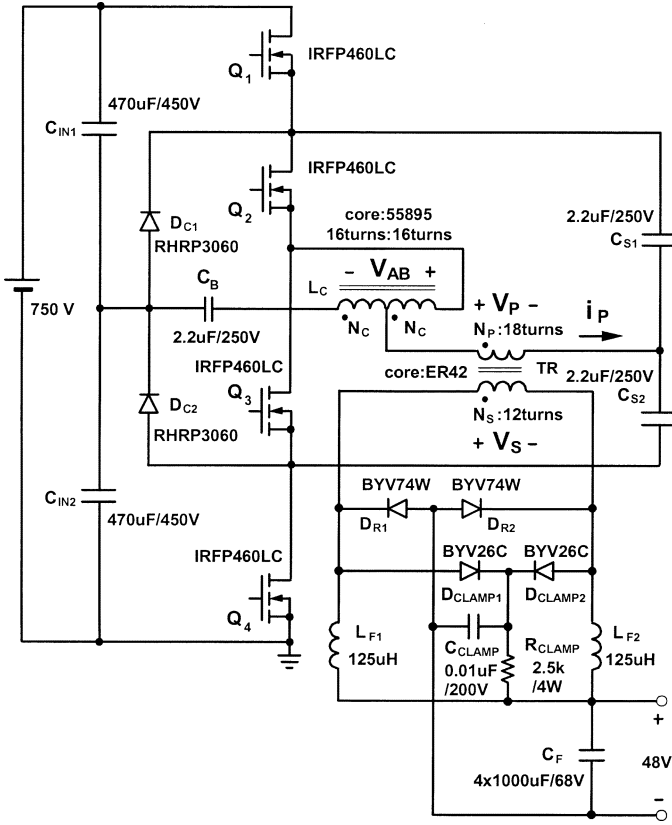 IRFP460LC
Q1
470uF/450V
CIN1
IRFP460LC
Q2
DC1
RHRP3060
core:55895
16turns:16turns
2.2uF/250V
CS1
- VAB +
LC
CB
750 V
2.2uF/250V
NC
NC
+ VP -
iP
NP:18turns
IRFP460LC
core:ER42
TR
2.2uF/250V
CS2
Q3
DC2
RHRP3060
NS:12turns
+ VS -
BYV74W
BYV74W
CIN2
470uF/450V
DR1
DR2
IRFP460LC
BYV26C
BYV26C
DCLAMP1
DCLAMP2
Q4
LF1
125uH
CCLAMP
0.01uF
/200V
RCLAMP
2.5k
/4W
LF2
125uH
+
CF
48V
4x1000uF/68V
-